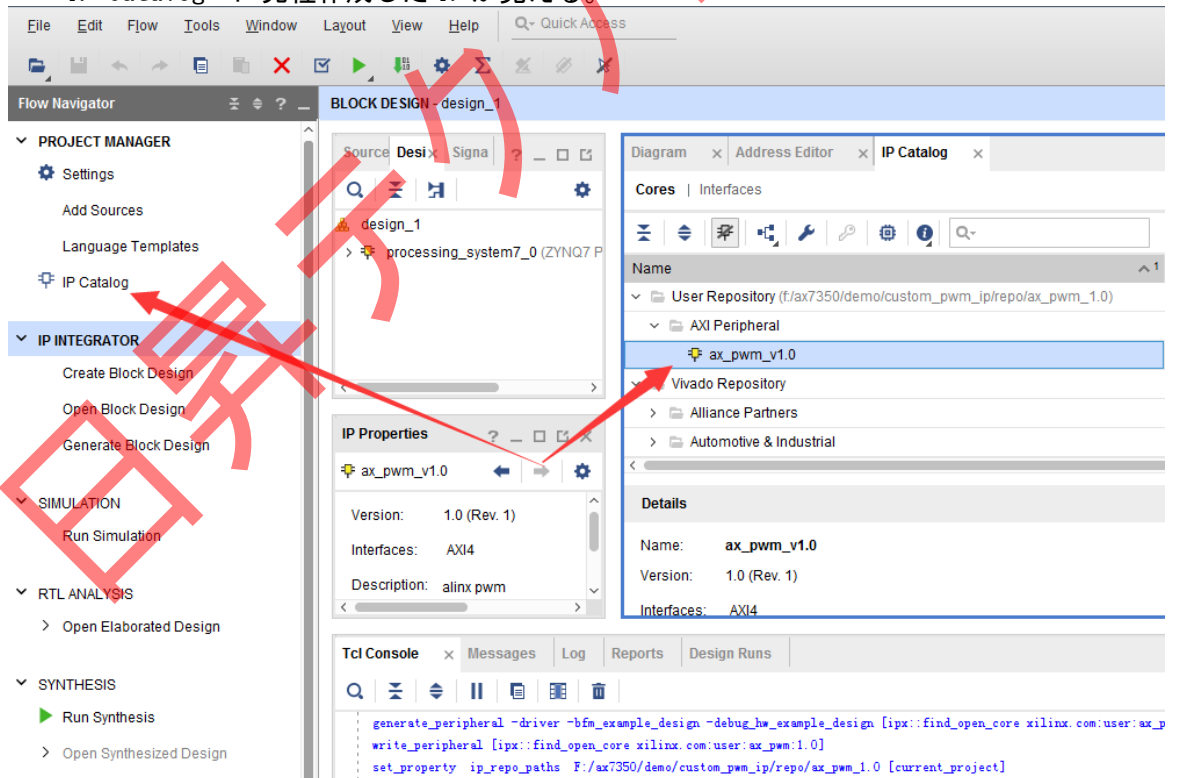 File Edit Flow Tools Window Layout View Help Quick Access
Flow Navigator
PROJECT MANAGER
Settings
Add Sources
Language Templates
IP Catalog
IP INTEGRATOR
Create Block Design
Open Block Design
Generate Block Design
SIMULATION
Run Simulation
RTL ANALYSIS
Open Elaborated Design
SYNTHESIS
Run Synthesis
Open Synthesized Design
BLOCK DESIGN - design_1
Source Desi Signa
design_1
processing_system7_0 (ZYNQ7 P
IP Properties
ax_pwm_v1.0
Version: 1.0 (Rev. 1)
Interfaces: AXI4
Description: alinx pwm
Diagram Address Editor IP Catalog
Cores | Interfaces
Name 1
User Repository (f:/ax7350/demo/custom_pwm_ip/repo/ax_pwm_1.0)
AXI Peripheral
ax_pwm_v1.0
Vivado Repository
Alliance Partners
Automotive & Industrial
Details
Name: ax_pwm_v1.0
Version: 1.0 (Rev. 1)
Interfaces: AXI4
Tcl Console Messages Log Reports Design Runs
generate_peripheral -driver -bfm_example_design -debug_hw_example_design [ipx::find_open_core xilinx.com:user:ax_p
write_peripheral [ipx::find_open_core xilinx.com:user:ax_pwm:1.0]
set_property ip_repo_paths F:/ax7350/demo/custom_pwm_ip/repo/ax_pwm_1.0 [current_project]